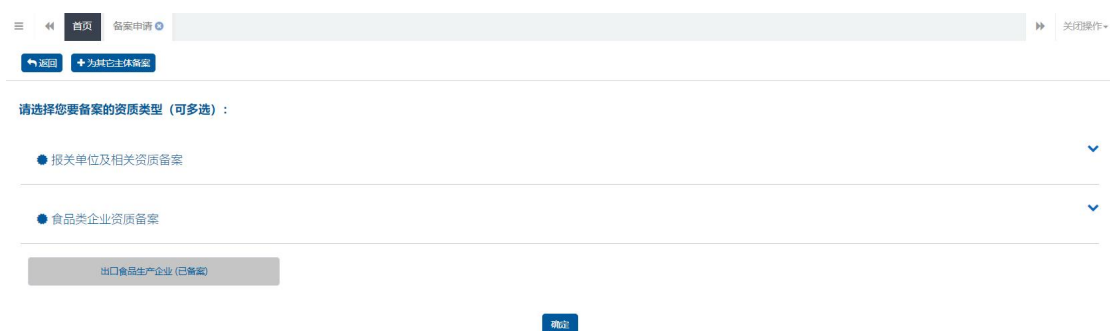 首页 备案申请 关闭操作
返回 为其它主体备案
请选择您要备案的资质类型（可多选）：
报关单位及相关资质备案
食品类企业资质备案
出口食品生产企业 (已备案)
确定